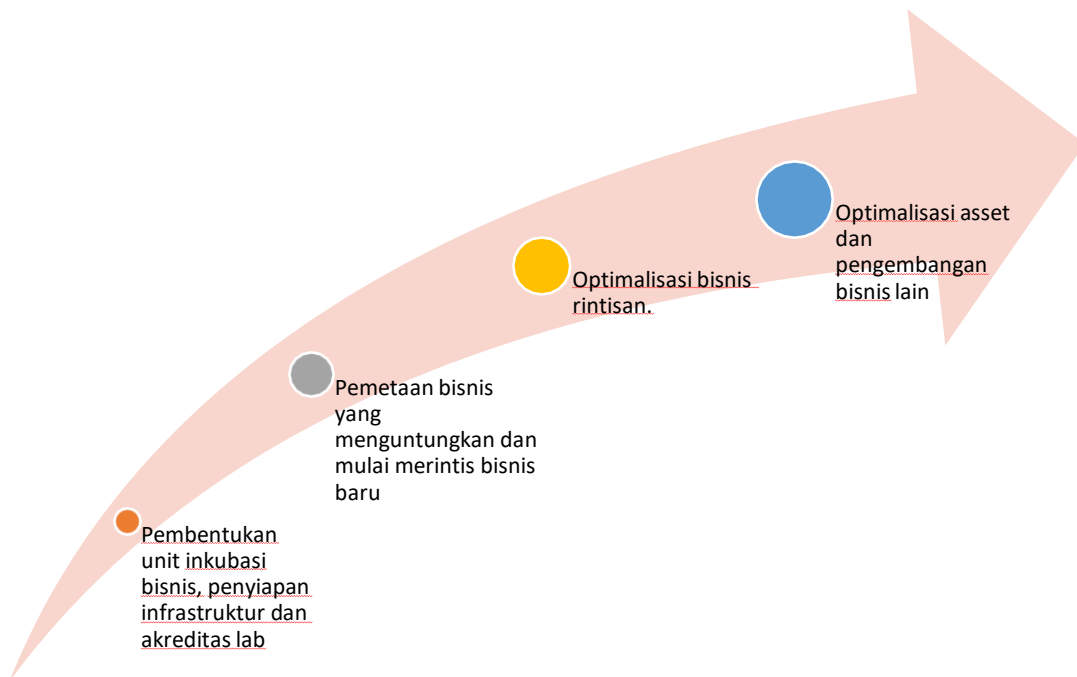 Optimalisasi asset
dan
pengembangan
bisnis lain
Optimalisasi bisnis
rintisan.
Pemetaan bisnis
yang
menguntungkan dan
mulai merintis bisnis
baru
Pembentukan
unit inkubasi
bisnis, penyiapan
infrastruktur dan
akreditas lab